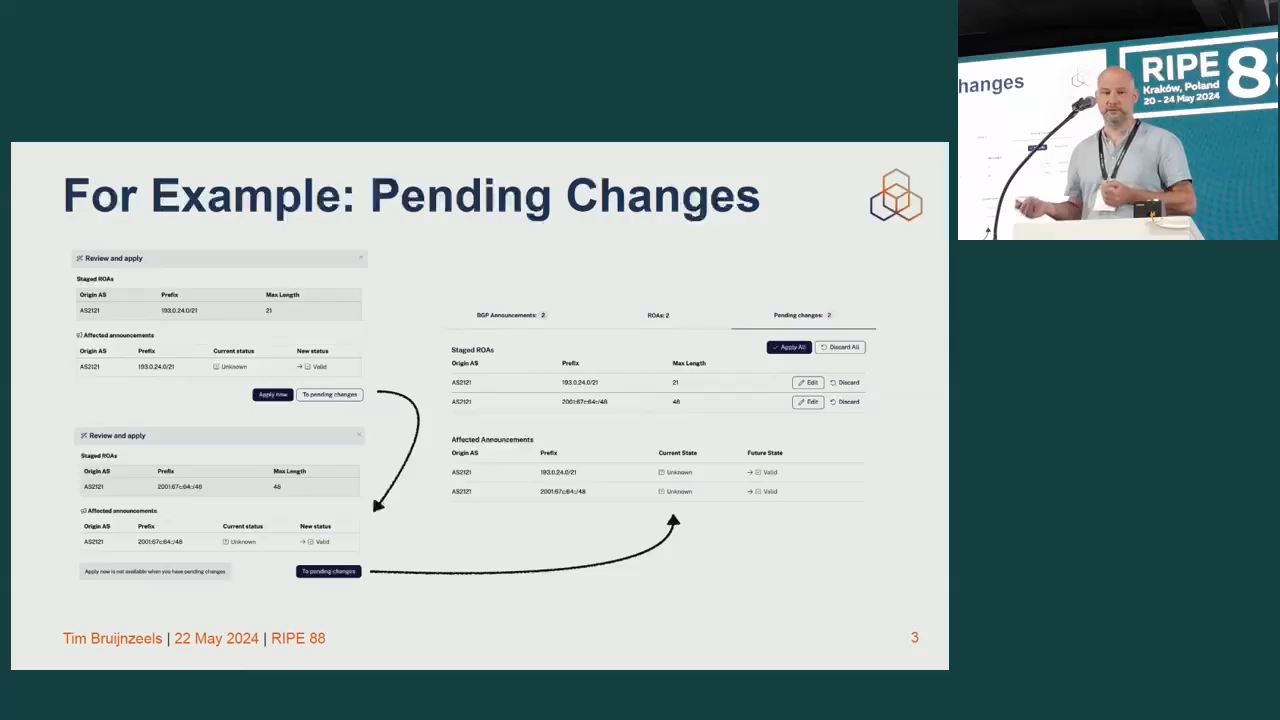 For Example: Pending Changes
Review and apply
Staged ROAs
Origin AS Prefix Max Length
AS2121 193.0.24.0/21 21
Affected announcements
Origin AS Prefix Current status New status
AS2121 193.0.24.0/21 Unknown → Valid
Apply now To pending changes
Review and apply
Staged ROAs
Origin AS Prefix Max Length
AS2121 2001:67c:64::/48 48
Affected announcements
Origin AS Prefix Current status New status
AS2121 2001:67c:64::/48 Unknown → Valid
Apply now is not available when you have pending changes To pending changes
BGP Announcements: 2 ROAs: 2 Pending changes: 2
Staged ROAs Apply All Discard All
Origin AS Prefix Max Length
AS2121 193.0.24.0/21 21 Edit Discard
AS2121 2001:67c:64::/48 48 Edit Discard
Affected Announcements
Origin AS Prefix Current State Future State
AS2121 193.0.24.0/21 Unknown → Valid
AS2121 2001:67c:64::/48 Unknown → Valid
Tim Bruijnzeels | 22 May 2024 | RIPE 88
3
hanges
RIPE 8
Kraków, Poland
20 - 24 May 2024